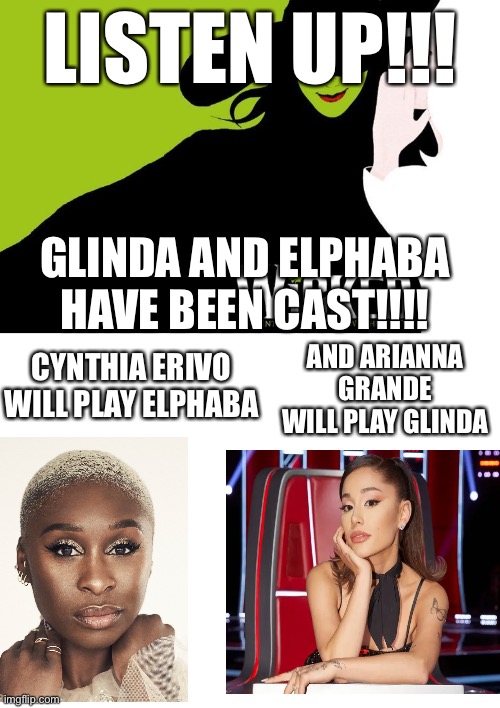 LISTEN UP!!!
GLINDA AND ELPHABA
HAVE BEEN CAST!!!!
CYNTHIA ERIVO
WILL PLAY ELPHABA
AND ARIANNA
GRANDE
WILL PLAY GLINDA
imgflip.com